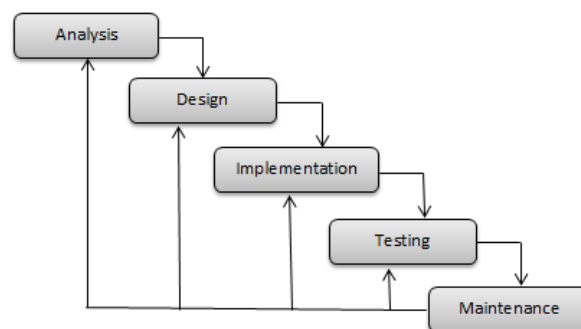 Analysis
Design
Implementation
Testing
Maintenance